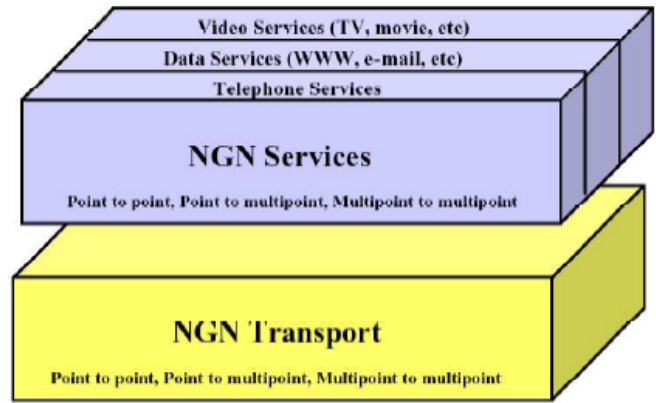 Video Services (TV, movie, etc)
Data Services (WWW, e-mail, etc)
Telephone Services
NGN Services
Point to point, Point to multipoint, Multipoint to multipoint
NGN Transport
Point to point, Point to multipoint, Multipoint to multipoint